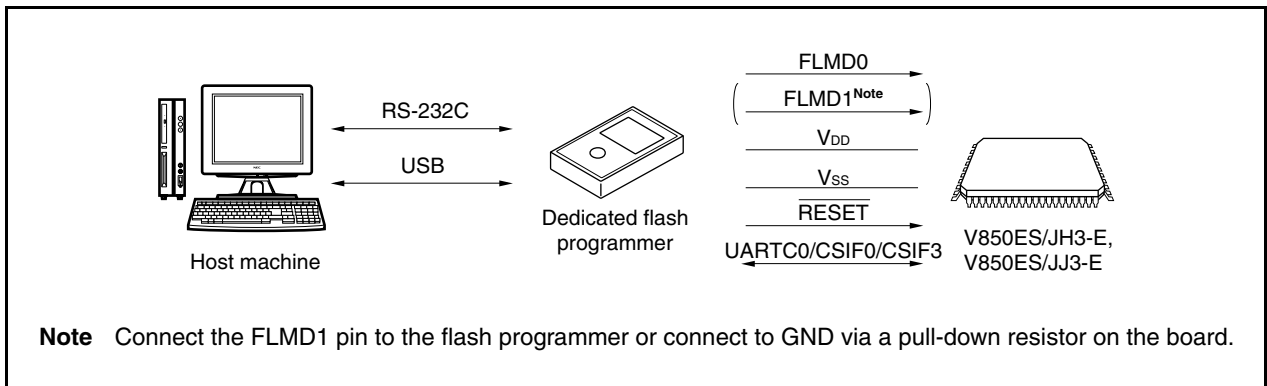 FLMD0
RS-232C
FLMD1Note
VDD
USB
VSS
Dedicated flash
programmer
RESET
V850ES/JH3-E,
V850ES/JJ3-E
Host machine
UARTC0/CSIF0/CSIF3
Note Connect the FLMD1 pin to the flash programmer or connect to GND via a pull-down resistor on the board.